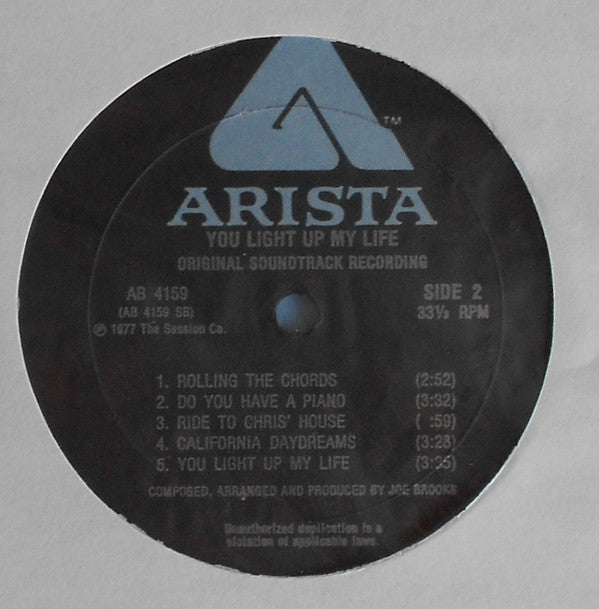 TM
ARISTA
YOU LIGHT UP MY LIFE
ORIGINAL SOUNDTRACK RECORDING
AB 4159 SIDE 2
(AB 4159 SB) 33⅓ RPM
℗ 1977 The Session Co.
1. ROLLING THE CHORDS (2:52)
2. DO YOU HAVE A PIANO (3:32)
3. RIDE TO CHRIS' HOUSE ( :59)
4. CALIFORNIA DAYDREAMS (3:28)
5. YOU LIGHT UP MY LIFE (3:35)
COMPOSED, ARRANGED AND PRODUCED BY JOE BROOKS
Unauthorized duplication is a
violation of applicable laws.